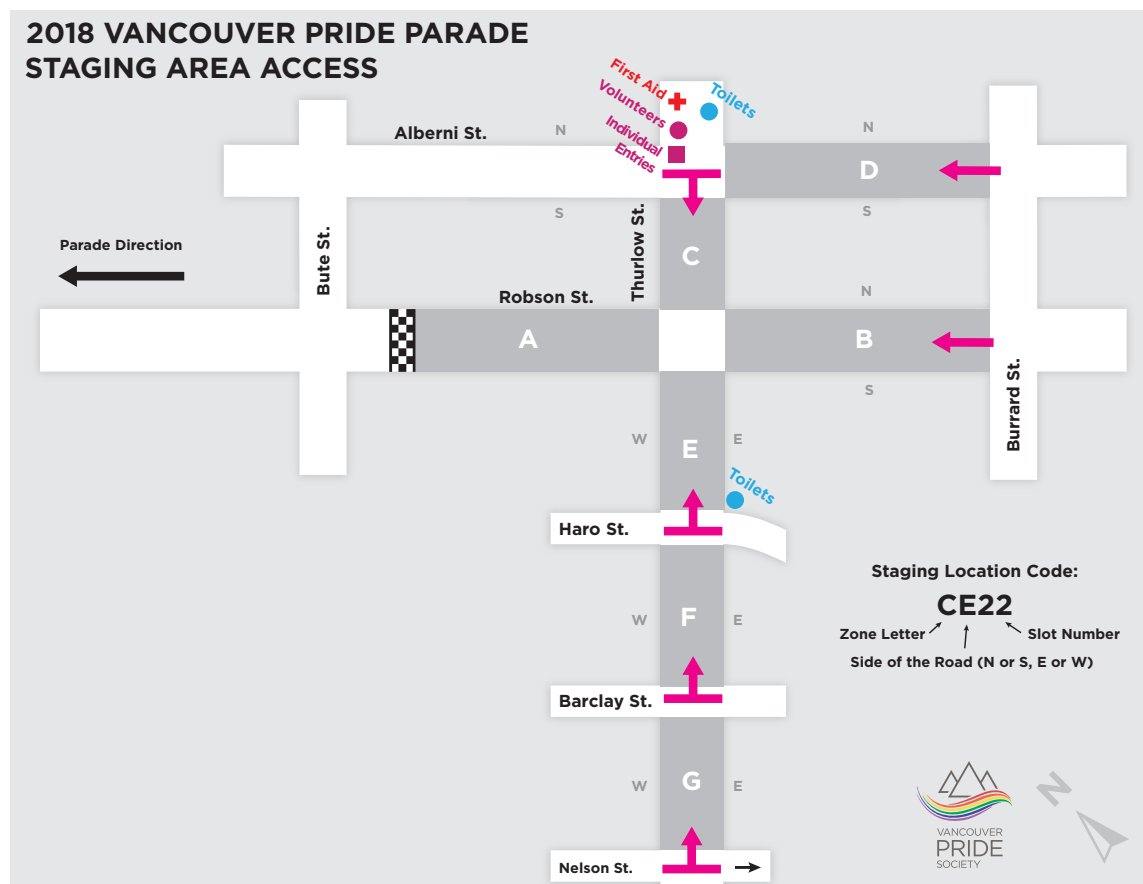 2018 VANCOUVER PRIDE PARADE
STAGING AREA ACCESS
First Aid
Toilets
Volunteers
Individual
Entries
Alberni St.
N
N
D
S
S
Parade Direction
Bute St.
Thurlow St.
C
Robson St.
N
A
B
S
Burrard St.
W
E
E
Toilets
Haro St.
Staging Location Code:
CE22
Zone Letter
Slot Number
Side of the Road (N or S, E or W)
W
F
E
Barclay St.
W
G
E
N
VANCOUVER
PRIDE
SOCIETY
Nelson St.